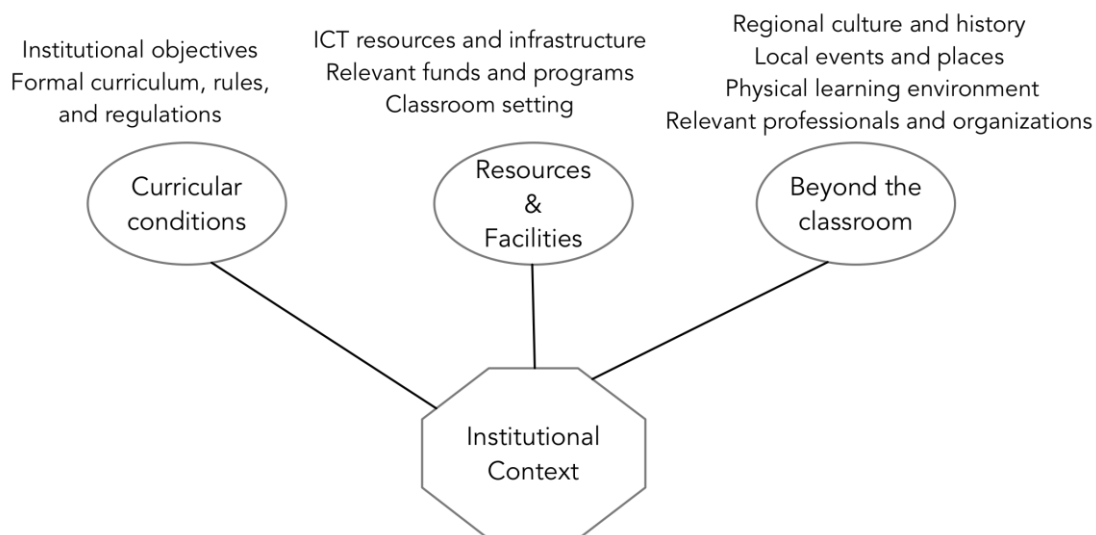 Institutional objectives
Formal curriculum, rules,
and regulations
ICT resources and infrastructure
Relevant funds and programs
Classroom setting
Regional culture and history
Local events and places
Physical learning environment
Relevant professionals and organizations
Curricular
conditions
Resources
&
Facilities
Beyond the
classroom
Institutional
Context